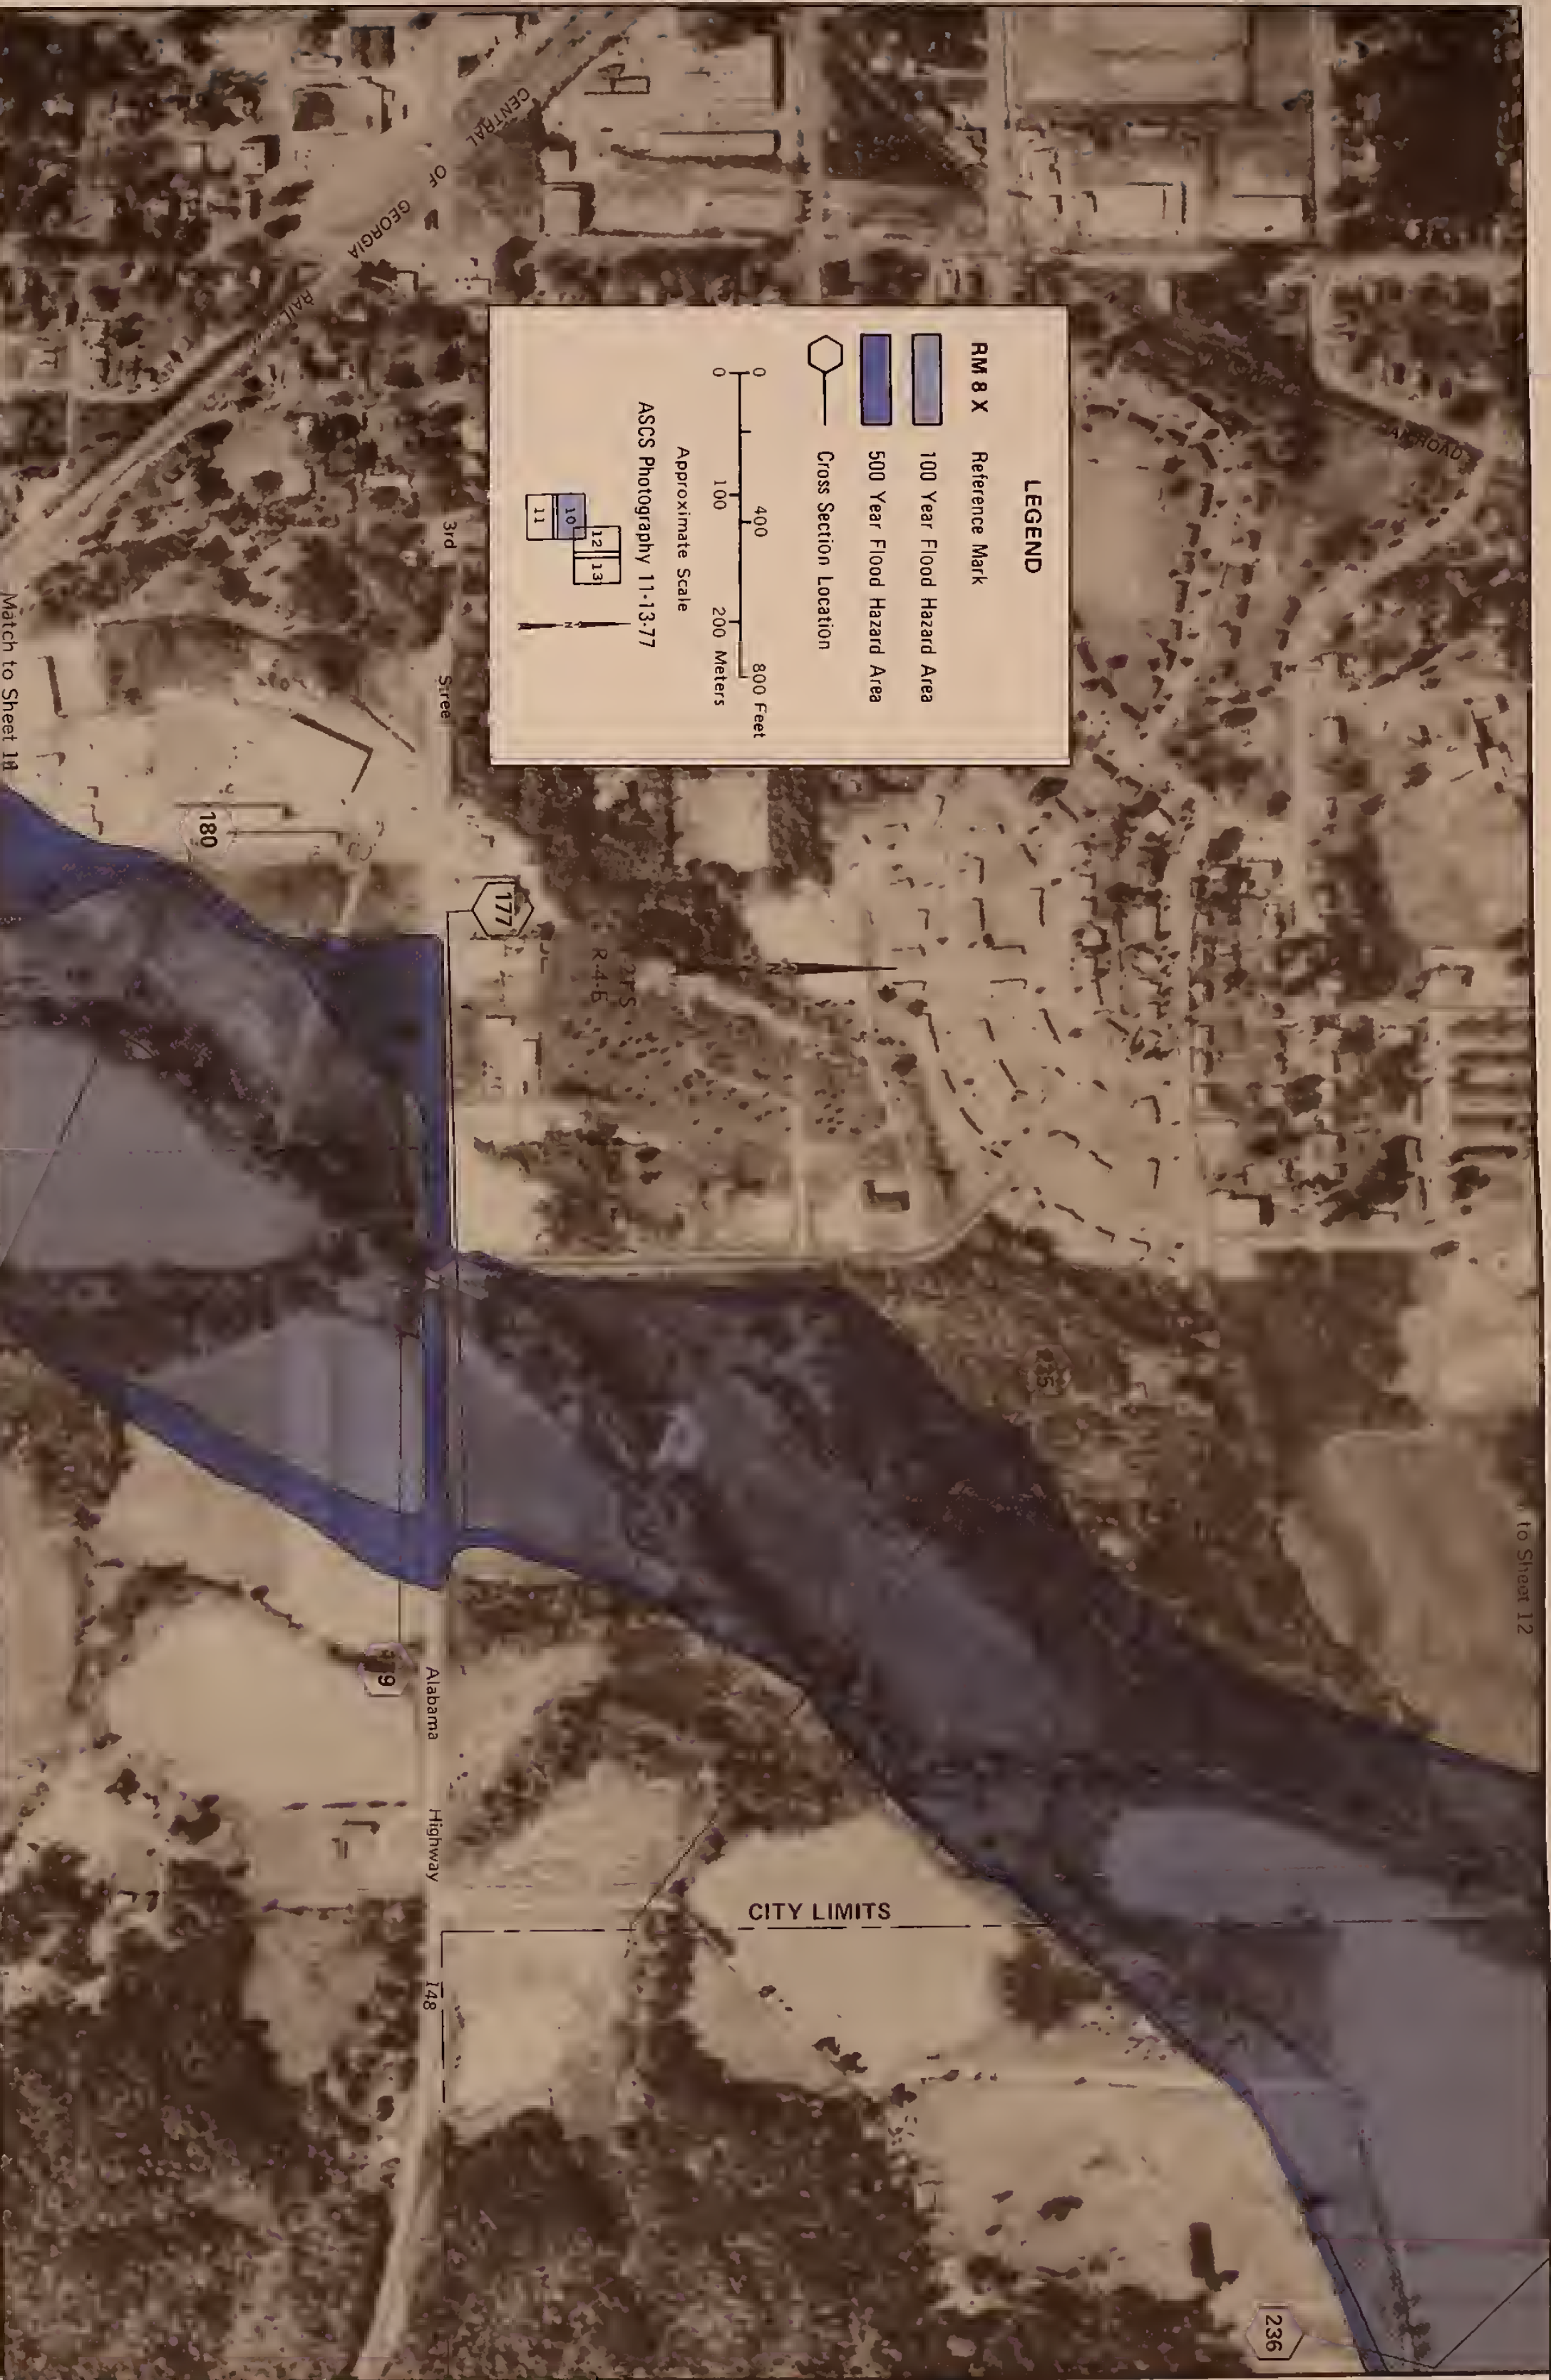 LEGEND
RM 8 X Reference Mark
100 Year Flood Hazard Area
500 Year Flood Hazard Area
Cross Section Location
0 400 800 Feet
0 100 200 Meters
Approximate Scale
ASCS Photography 11-13-77
12 13
10
11
N
CENTRAL OF GEORGIA
to Sheet 12
236
N
R-4-E
177
3rd Stree
Alabama Highway 148
180
CITY LIMITS
Match to Sheet 11